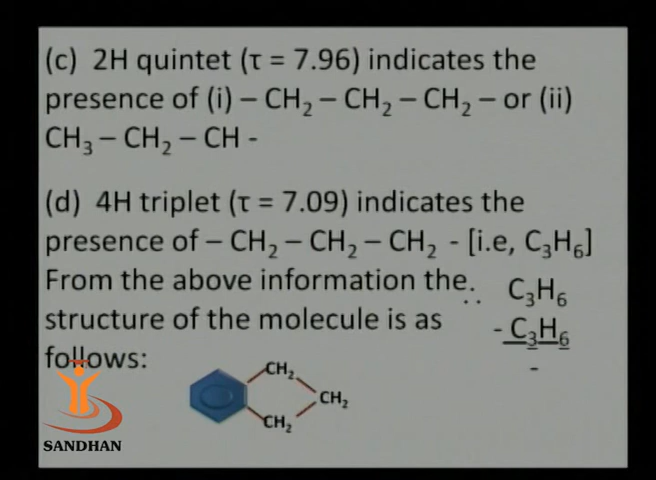 (c) 2H quintet (τ = 7.96) indicates the
presence of (i) – CH₂ – CH₂ – CH₂ – or (ii)
CH₃ – CH₂ – CH -
(d) 4H triplet (τ = 7.09) indicates the
presence of – CH₂ – CH₂ – CH₂ - [i.e, C₃H₆]
From the above information the
structure of the molecule is as
follows:
∴ C₃H₆
- C₃H₆
-
CH₂
CH₂
CH₂
SANDHAN